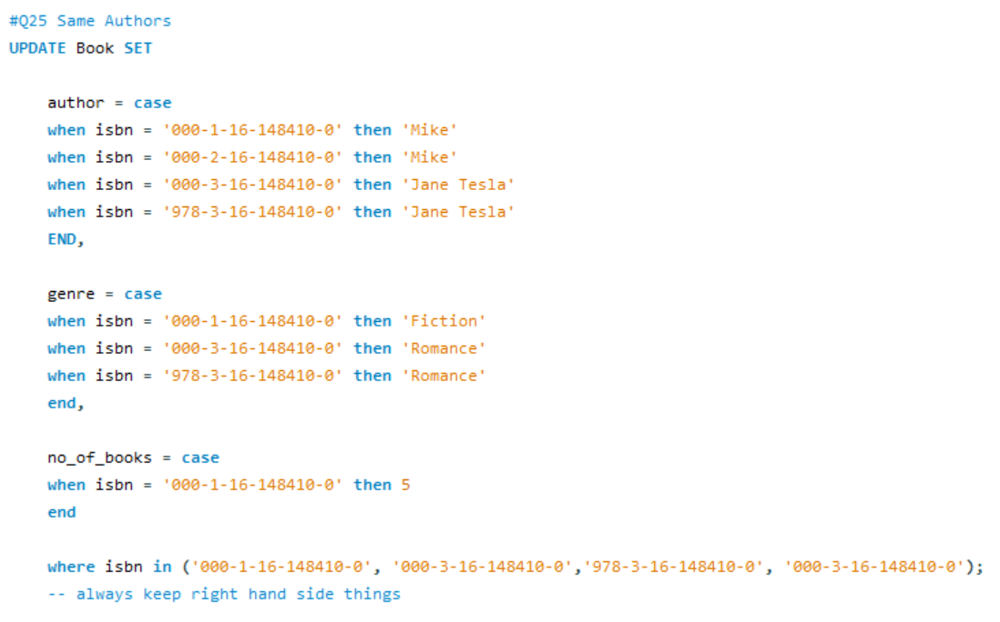 #Q25 Same Authors
UPDATE Book SET
author = case
when isbn = '000-1-16-148410-0' then 'Mike'
when isbn = '000-2-16-148410-0' then 'Mike'
when isbn = '000-3-16-148410-0' then 'Jane Tesla'
when isbn = '978-3-16-148410-0' then 'Jane Tesla'
END,
genre = case
when isbn = '000-1-16-148410-0' then 'Fiction'
when isbn = '000-3-16-148410-0' then 'Romance'
when isbn = '978-3-16-148410-0' then 'Romance'
end,
no_of_books = case
when isbn = '000-1-16-148410-0' then 5
end
where isbn in ('000-1-16-148410-0', '000-3-16-148410-0','978-3-16-148410-0', '000-3-16-148410-0');
-- always keep right hand side things